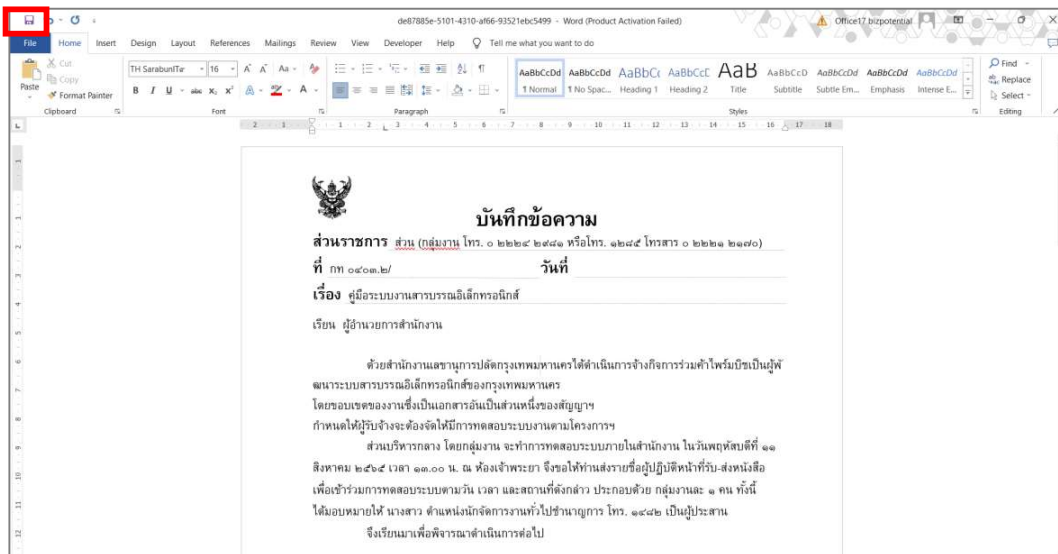 de87885e-5101-4310-af66-93521ebc5499 - Word (Product Activation Failed)
Office17 bizpotential
File Home Insert Design Layout References Mailings Review View Developer Help Tell me what you want to do
Cut
Copy
Format Painter
Paste
TH SarabunIT๙ 16
Clipboard Font Paragraph Styles Editing
AaBbCcDd AaBbCcDd AaBbCc AaBbCcC AaB AaBbCcD AaBbCcDd AaBbCcDd AaBbCcDd
¶ Normal ¶ No Spac... Heading 1 Heading 2 Title Subtitle Subtle Em... Emphasis Intense E...
Find
Replace
Select
2 1 1 2 3 4 5 6 7 8 9 10 11 12 13 14 15 16 17 18
บันทึกข้อความ
ส่วนราชการ ส่วน (กลุ่มงาน โทร. ๐ ๒๒๒๔ ๒๙๘๑ หรือโทร. ๑๒๘๕ โทรสาร ๐ ๒๒๒๑ ๒๑๗๐)
ที่ กท ๐๔๐๓.๒/ วันที่
เรื่อง คู่มือระบบงานสารบรรณอิเล็กทรอนิกส์
เรียน ผู้อำนวยการสำนักงาน
ด้วยสำนักงานเลขานุการปลัดกรุงเทพมหานครได้ดำเนินการจ้างกิจการร่วมค้าไพร์มบิซเป็นผู้พั
ฒนาระบบสารบรรณอิเล็กทรอนิกส์ของกรุงเทพมหานคร
โดยขอบเขตของงานซึ่งเป็นเอกสารอันเป็นส่วนหนึ่งของสัญญาฯ
กำหนดให้ผู้รับจ้างจะต้องจัดให้มีการทดสอบระบบงานตามโครงการฯ
ส่วนบริหารกลาง โดยกลุ่มงาน จะทำการทดสอบระบบภายในสำนักงาน ในวันพฤหัสบดีที่ ๑๑
สิงหาคม ๒๕๖๕ เวลา ๑๓.๐๐ น. ณ ห้องเจ้าพระยา จึงขอให้ท่านส่งรายชื่อผู้ปฏิบัติหน้าที่รับ-ส่งหนังสือ
เพื่อเข้าร่วมการทดสอบระบบตามวัน เวลา และสถานที่ดังกล่าว ประกอบด้วย กลุ่มงานละ ๑ คน ทั้งนี้
ได้มอบหมายให้ นางสาว ตำแหน่งนักจัดการงานทั่วไปชำนาญการ โทร. ๑๔๘๒ เป็นผู้ประสาน
จึงเรียนมาเพื่อพิจารณาดำเนินการต่อไป